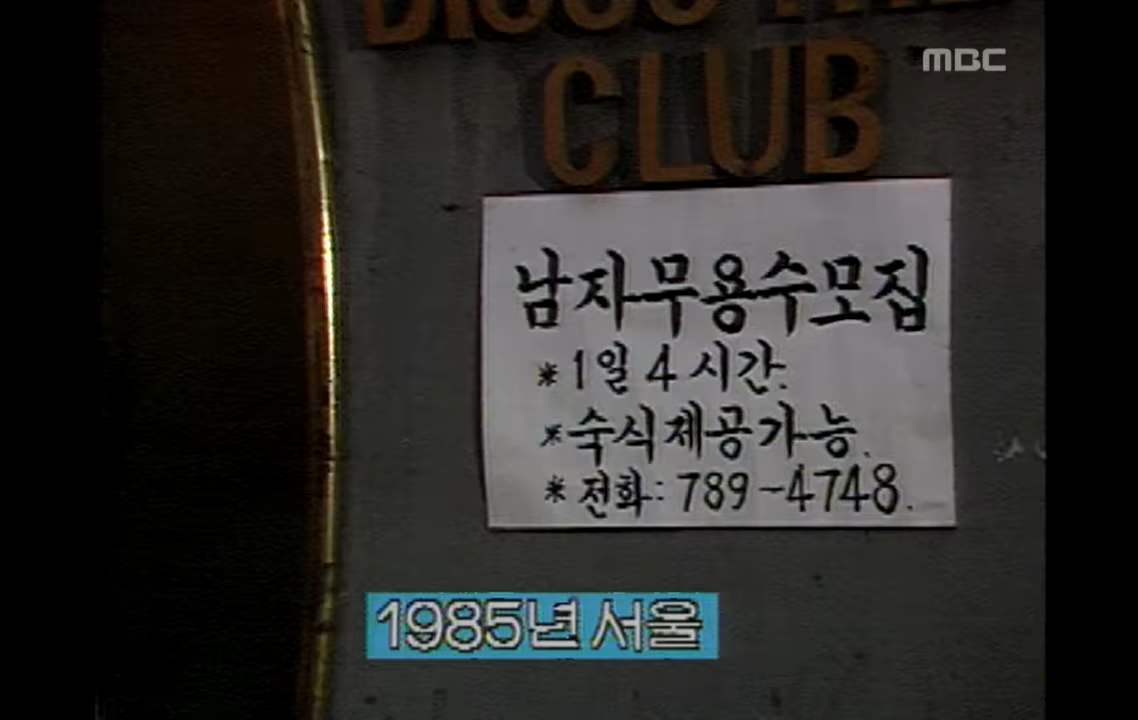 MBC
CLUB
남자무용수모집
*1일 4시간.
*숙식제공가능.
*전화: 789-4748.
1985년 서울